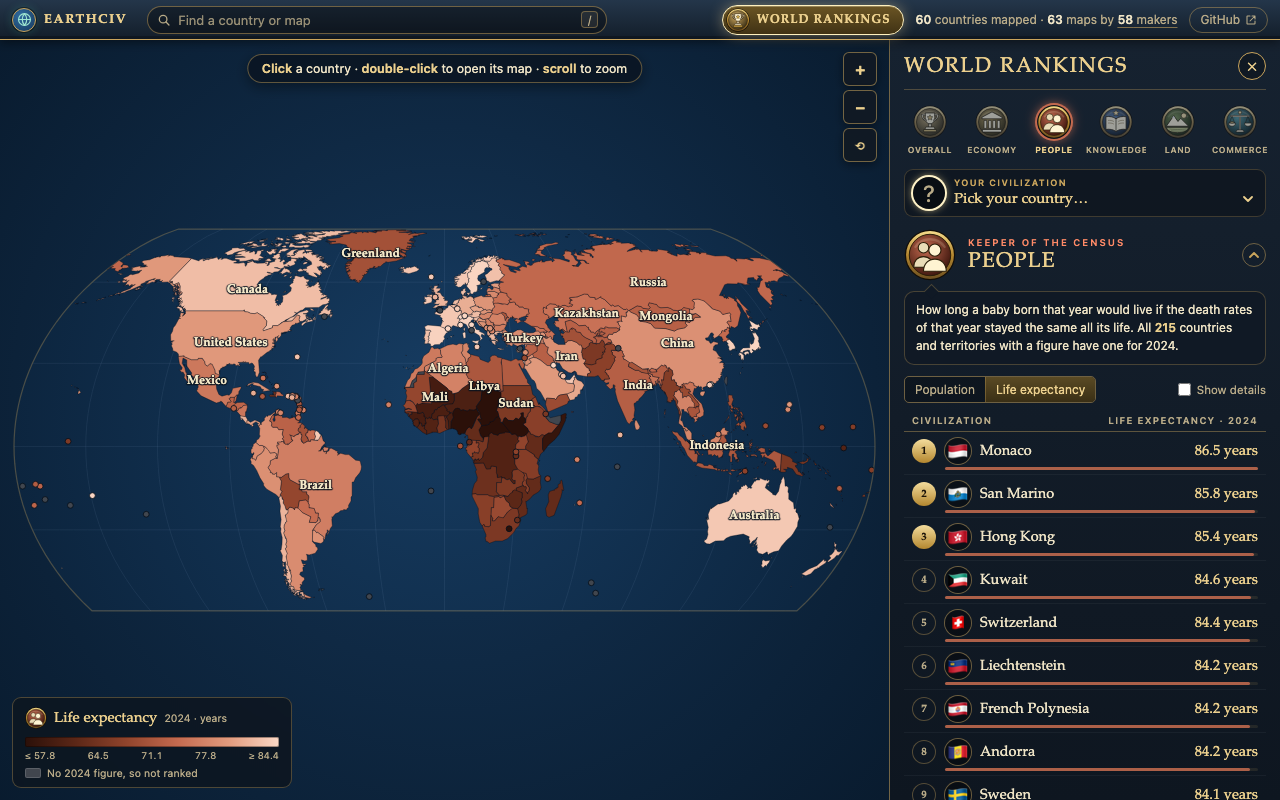 EARTHCIV
Find a country or map
/
WORLD RANKINGS
60 countries mapped · 63 maps by 58 makers
GitHub
Click a country · double-click to open its map · scroll to zoom
+
−
Greenland
Canada
Russia
Kazakhstan
Mongolia
United States
Turkey
China
Iran
Algeria
Mexico
Libya
India
Mali
Sudan
Indonesia
Brazil
Australia
Life expectancy 2024 · years
≤ 57.8 64.5 71.1 77.8 ≥ 84.4
No 2024 figure, so not ranked
WORLD RANKINGS
OVERALL ECONOMY PEOPLE KNOWLEDGE LAND COMMERCE
?
YOUR CIVILIZATION
Pick your country…
KEEPER OF THE CENSUS
PEOPLE
How long a baby born that year would live if the death rates
of that year stayed the same all its life. All 215 countries
and territories with a figure have one for 2024.
Population Life expectancy Show details
CIVILIZATION LIFE EXPECTANCY · 2024
1 Monaco 86.5 years
2 San Marino 85.8 years
3 Hong Kong 85.4 years
4 Kuwait 84.6 years
5 Switzerland 84.4 years
6 Liechtenstein 84.2 years
7 French Polynesia 84.2 years
8 Andorra 84.2 years
9 Sweden 84.1 years